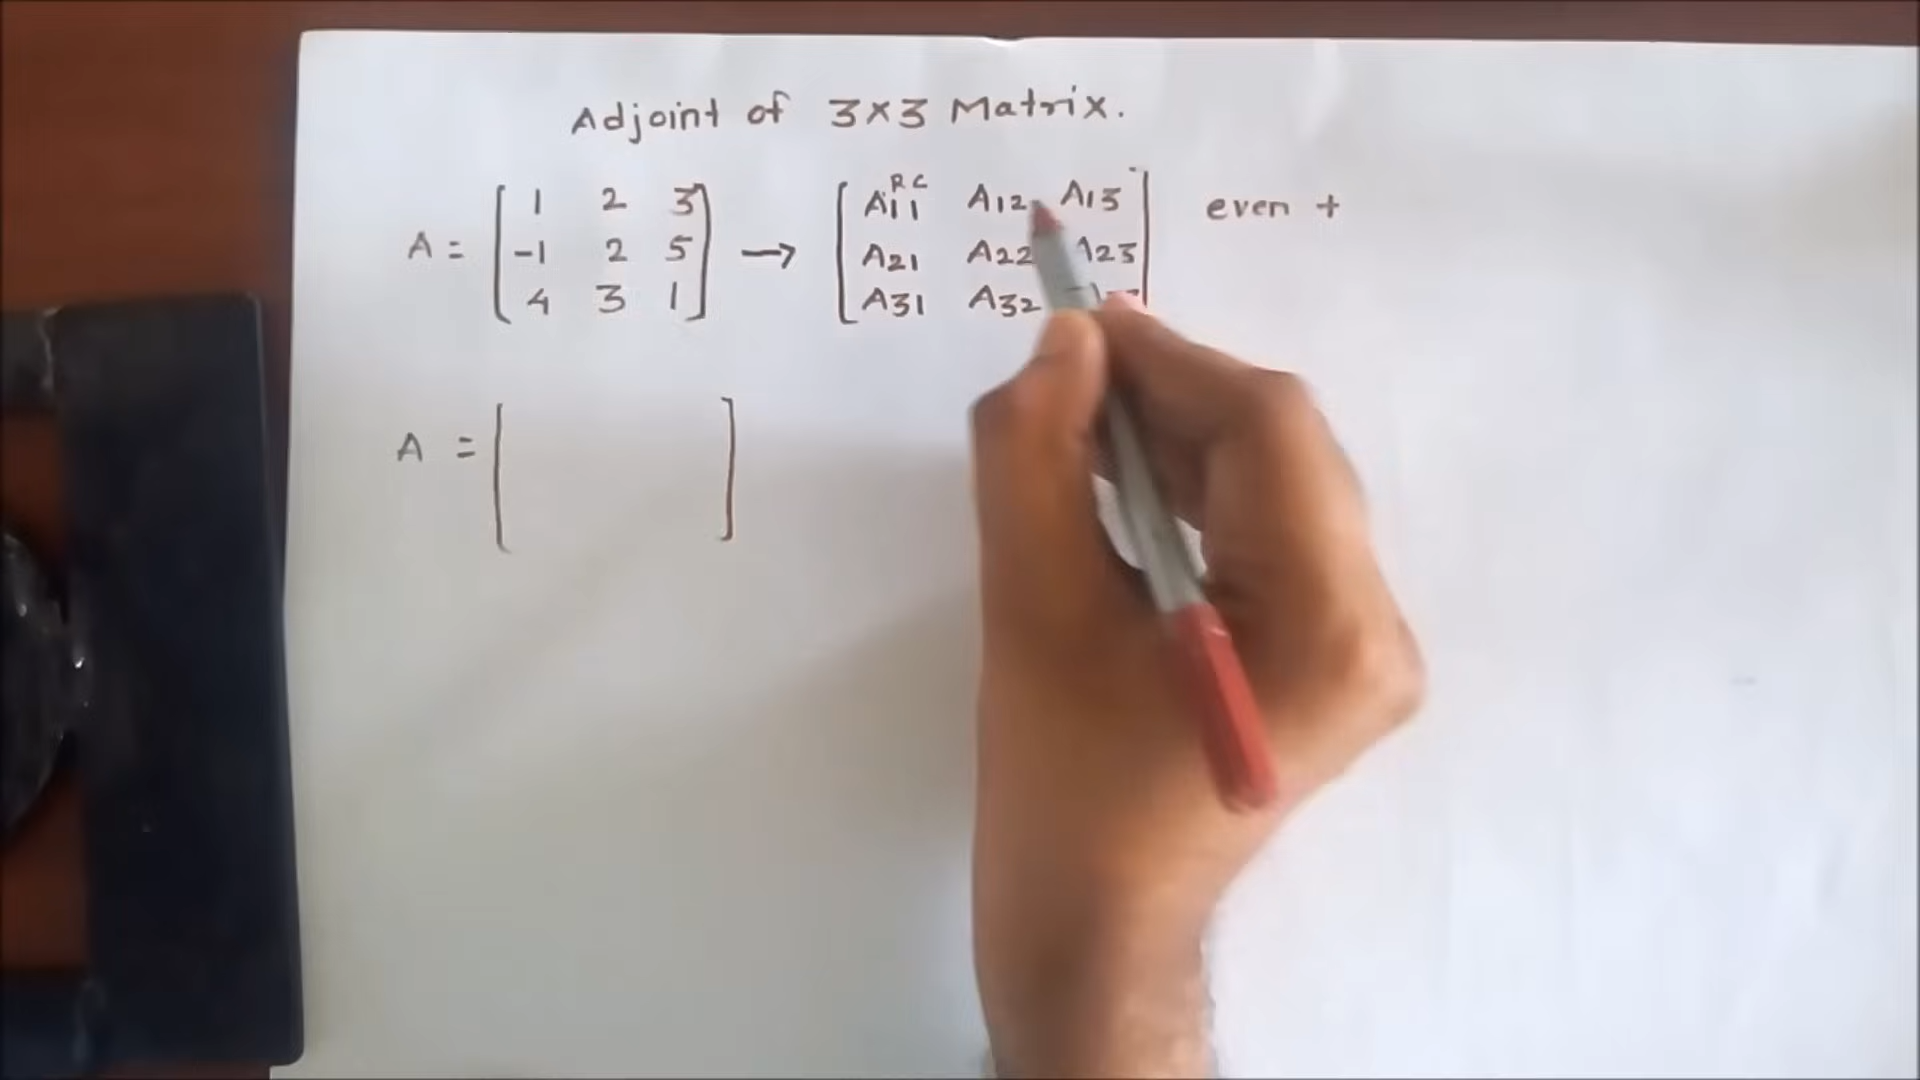 Adjoint of 3×3 Matrix.
A = [ 1 2 3 ] → [ A11 RC A12 A13 ] even +
-1 2 5 A21 A22 A23
4 3 1 A31 A32
A = [ ]